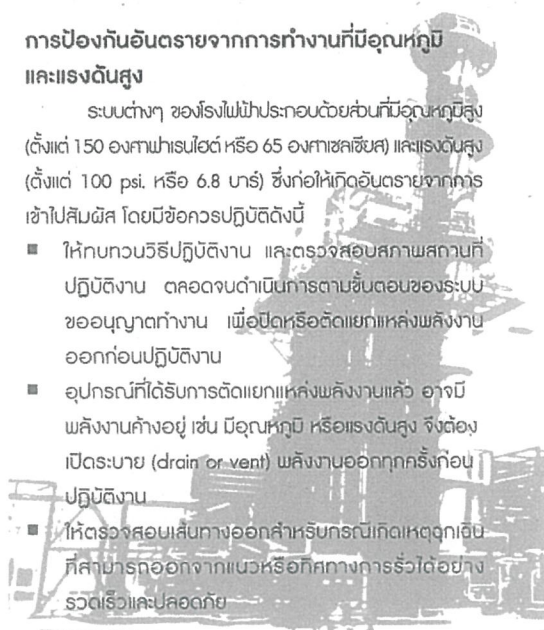 การป้องกันอันตรายจากการทำงานที่มีอุณหภูมิ
และแรงดันสูง
ระบบต่างๆ ของโรงไฟฟ้าประกอบด้วยส่วนที่มีอุณหภูมิสูง
(ตั้งแต่ 150 องศาฟาเรนไฮต์ หรือ 65 องศาเซลเซียส) และแรงดันสูง
(ตั้งแต่ 100 psi. หรือ 6.8 บาร์) ซึ่งก่อให้เกิดอันตรายจากการ
เข้าไปสัมผัส โดยมีข้อควรปฏิบัติดังนี้
■ ให้ทบทวนวิธีปฏิบัติงาน และตรวจสอบสภาพสถานที่
ปฏิบัติงาน ตลอดจนดำเนินการตามขั้นตอนของระบบ
ขออนุญาตทำงาน เพื่อปิดหรือตัดแยกแหล่งพลังงาน
ออกก่อนปฏิบัติงาน
■ อุปกรณ์ที่ได้รับการตัดแยกแหล่งพลังงานแล้ว อาจมี
พลังงานค้างอยู่ เช่น มีอุณหภูมิ หรือแรงดันสูง จึงต้อง
เปิดระบาย (drain or vent) พลังงานออกทุกครั้งก่อน
ปฏิบัติงาน
■ ให้ตรวจสอบเส้นทางออกสำหรับกรณีเกิดเหตุฉุกเฉิน
ที่สามารถออกจากแนวหรือทิศทางการรั่วได้อย่าง
รวดเร็วและปลอดภัย